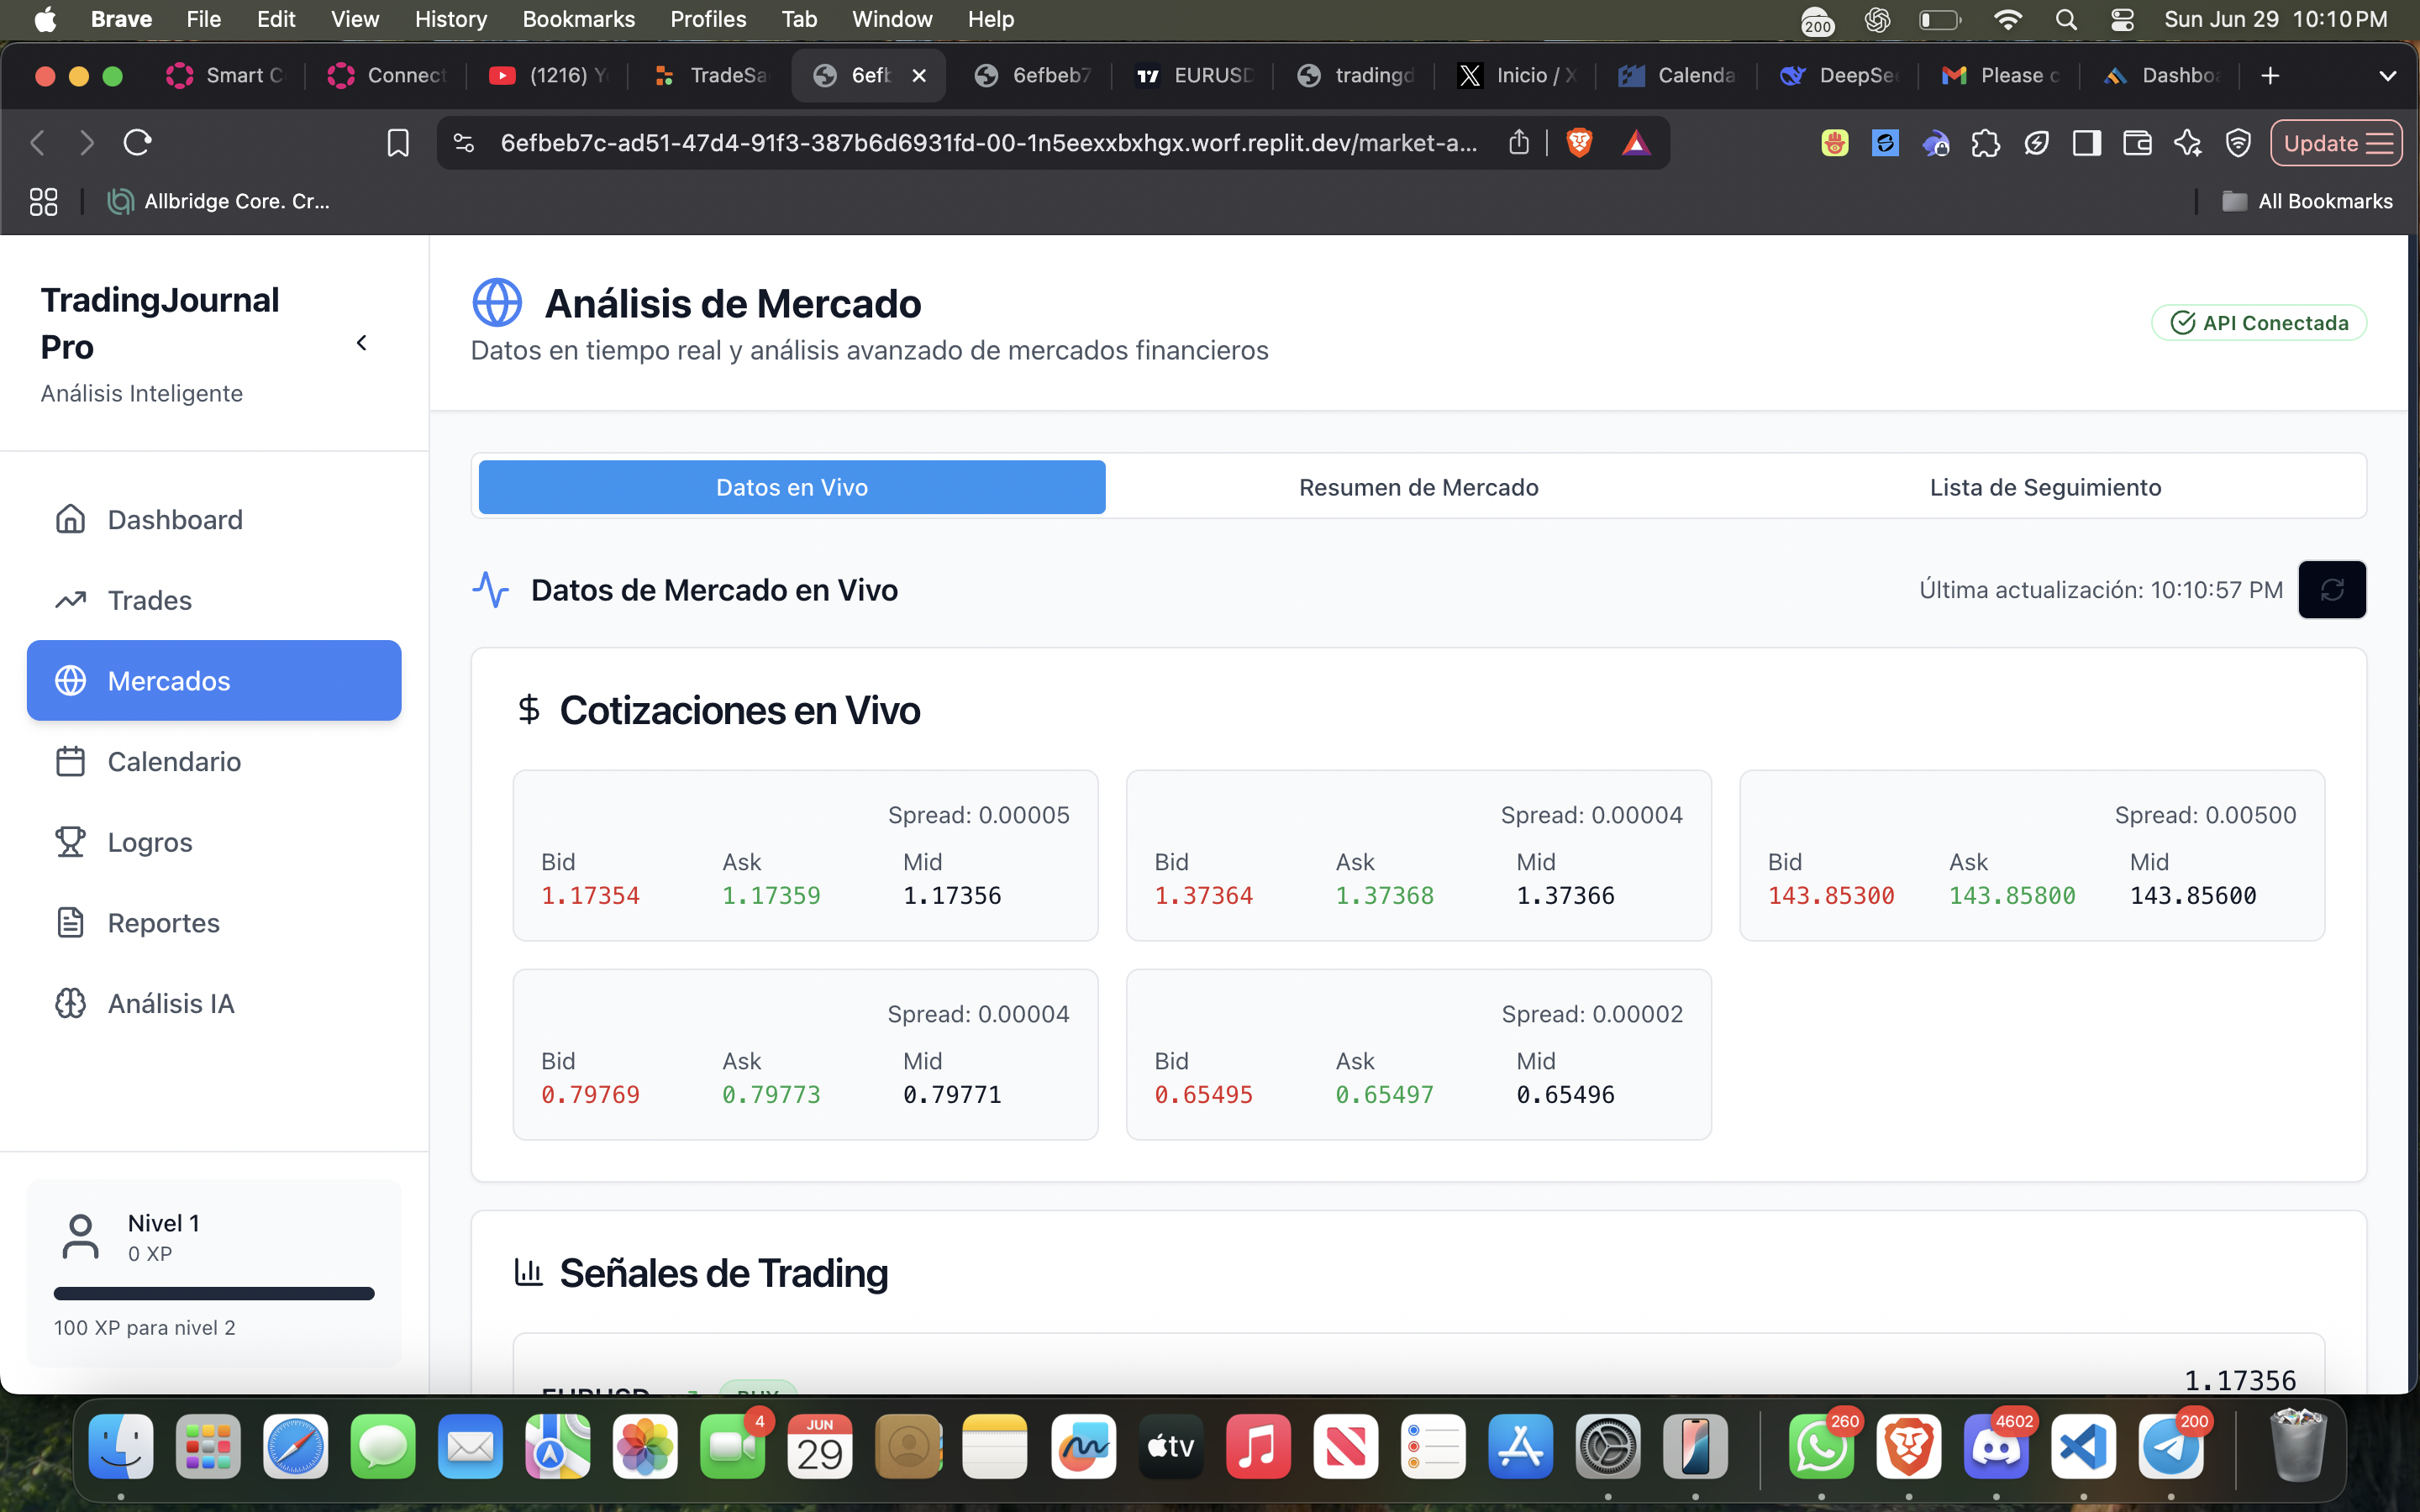 Brave File Edit View History Bookmarks Profiles Tab Window Help
200
Sun Jun 29 10:10 PM
Smart C
Connect
(1216) Y
TradeSa
6efb
6efbeb7
EURUSD
tradingd
Inicio / X
Calenda
DeepSee
Please c
Dashboa
6efbeb7c-ad51-47d4-91f3-387b6d6931fd-00-1n5eexxbxhgx.worf.replit.dev/market-a...
Update
Allbridge Core. Cr...
All Bookmarks
TradingJournal
Pro
Análisis Inteligente
Dashboard
Trades
Mercados
Calendario
Logros
Reportes
Análisis IA
Nivel 1
0 XP
100 XP para nivel 2
Análisis de Mercado
Datos en tiempo real y análisis avanzado de mercados financieros
API Conectada
Datos en Vivo
Resumen de Mercado
Lista de Seguimiento
Datos de Mercado en Vivo
Última actualización: 10:10:57 PM
$ Cotizaciones en Vivo
Spread: 0.00005
Bid Ask Mid
1.17354 1.17359 1.17356
Spread: 0.00004
Bid Ask Mid
1.37364 1.37368 1.37366
Spread: 0.00500
Bid Ask Mid
143.85300 143.85800 143.85600
Spread: 0.00004
Bid Ask Mid
0.79769 0.79773 0.79771
Spread: 0.00002
Bid Ask Mid
0.65495 0.65497 0.65496
Señales de Trading
EURUSD BUY
1.17356
4
JUN
29
tv
260
4602
200